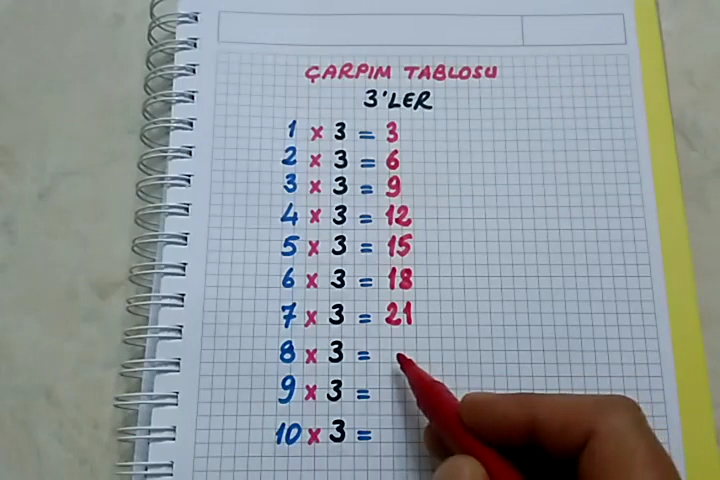 ÇARPIM TABLOSU
3'LER
1 x 3 = 3
2 x 3 = 6
3 x 3 = 9
4 x 3 = 12
5 x 3 = 15
6 x 3 = 18
7 x 3 = 21
8 x 3 =
9 x 3 =
10 x 3 =